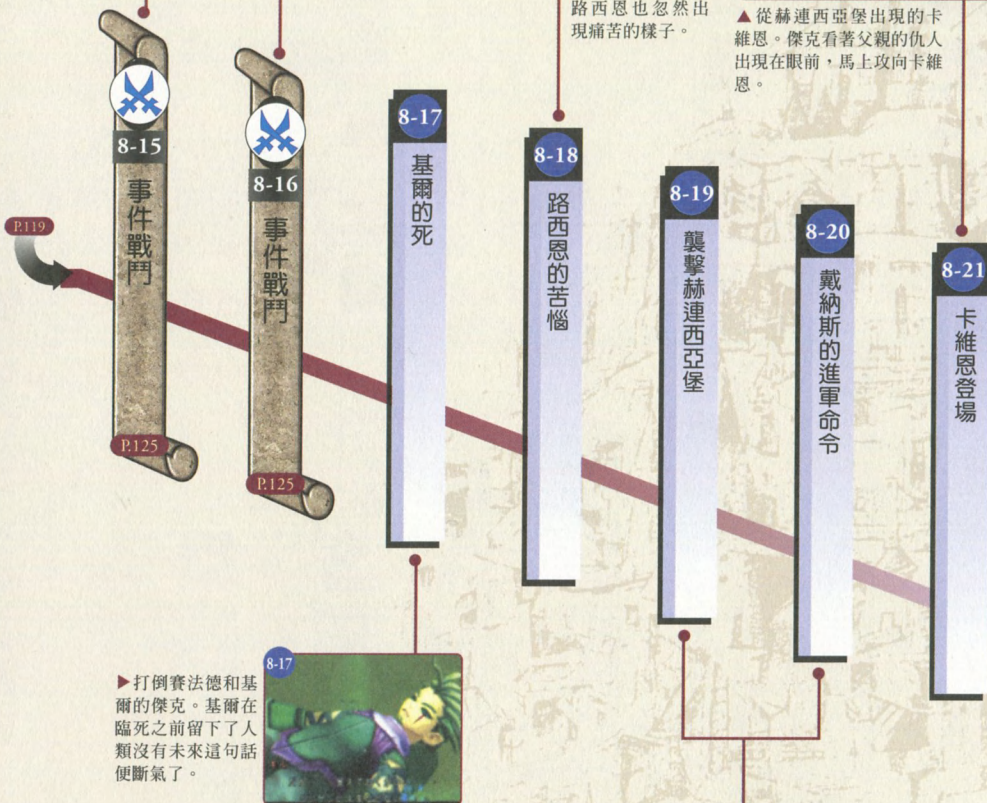 路西恩也忽然出
現痛苦的樣子。
▲從赫連西亞堡出現的卡
維恩。傑克看著父親的仇人
出現在眼前，馬上攻向卡維
恩。
P.119
8-15
事件戰鬥
P.125
8-16
事件戰鬥
P.125
8-17
基爾的死
8-18
路西恩的苦惱
8-19
襲擊赫連西亞堡
8-20
戴納斯的進軍命令
8-21
卡維恩登場
▶打倒賽法德和基
爾的傑克。基爾在
臨死之前留下了人
類沒有未來這句話
便斷氣了。
8-17